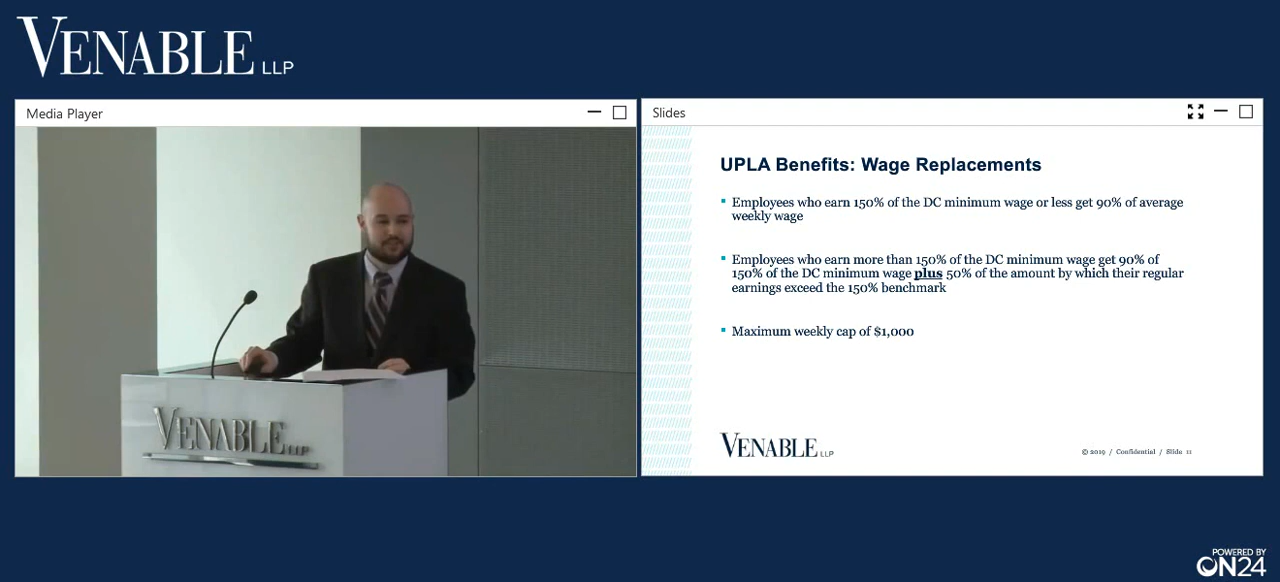 VENABLE LLP
Media Player
Slides
VENABLE LLP
UPLA Benefits: Wage Replacements
▪ Employees who earn 150% of the DC minimum wage or less get 90% of average
weekly wage
▪ Employees who earn more than 150% of the DC minimum wage get 90% of
150% of the DC minimum wage plus 50% of the amount by which their regular
earnings exceed the 150% benchmark
▪ Maximum weekly cap of $1,000
VENABLE LLP
© 2019 / Confidential / Slide 11
POWERED BY
ON24